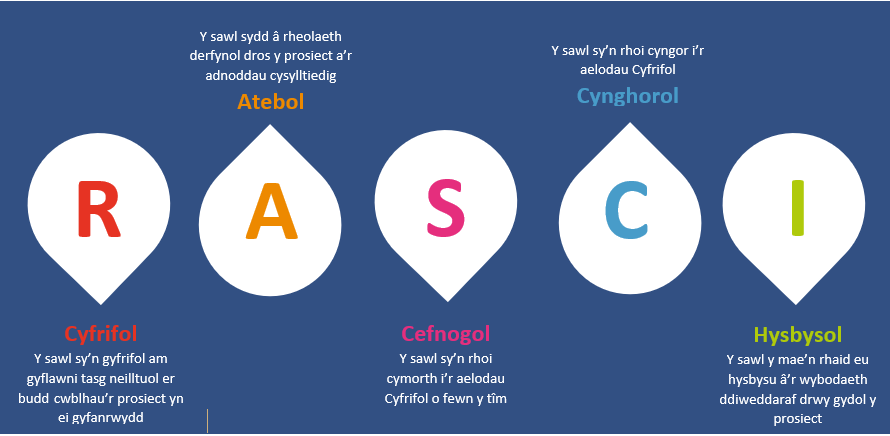 Y sawl sydd â rheolaeth
derfynol dros y prosiect a'r
adnoddau cysylltiedig
Atebol
Y sawl sy'n rhoi cyngor i'r
aelodau Cyfrifol
Cynghorol
R
A
S
C
I
Cyfrifol
Y sawl sy'n gyfrifol am
gyflawni tasg neilltuol er
budd cwblhau'r prosiect yn
ei gyfanrwydd
Cefnogol
Y sawl sy'n rhoi
cymorth i'r aelodau
Cyfrifol o fewn y tîm
Hysbysol
Y sawl y mae'n rhaid eu
hysbysu â'r wybodaeth
ddiweddaraf drwy gydol y
prosiect